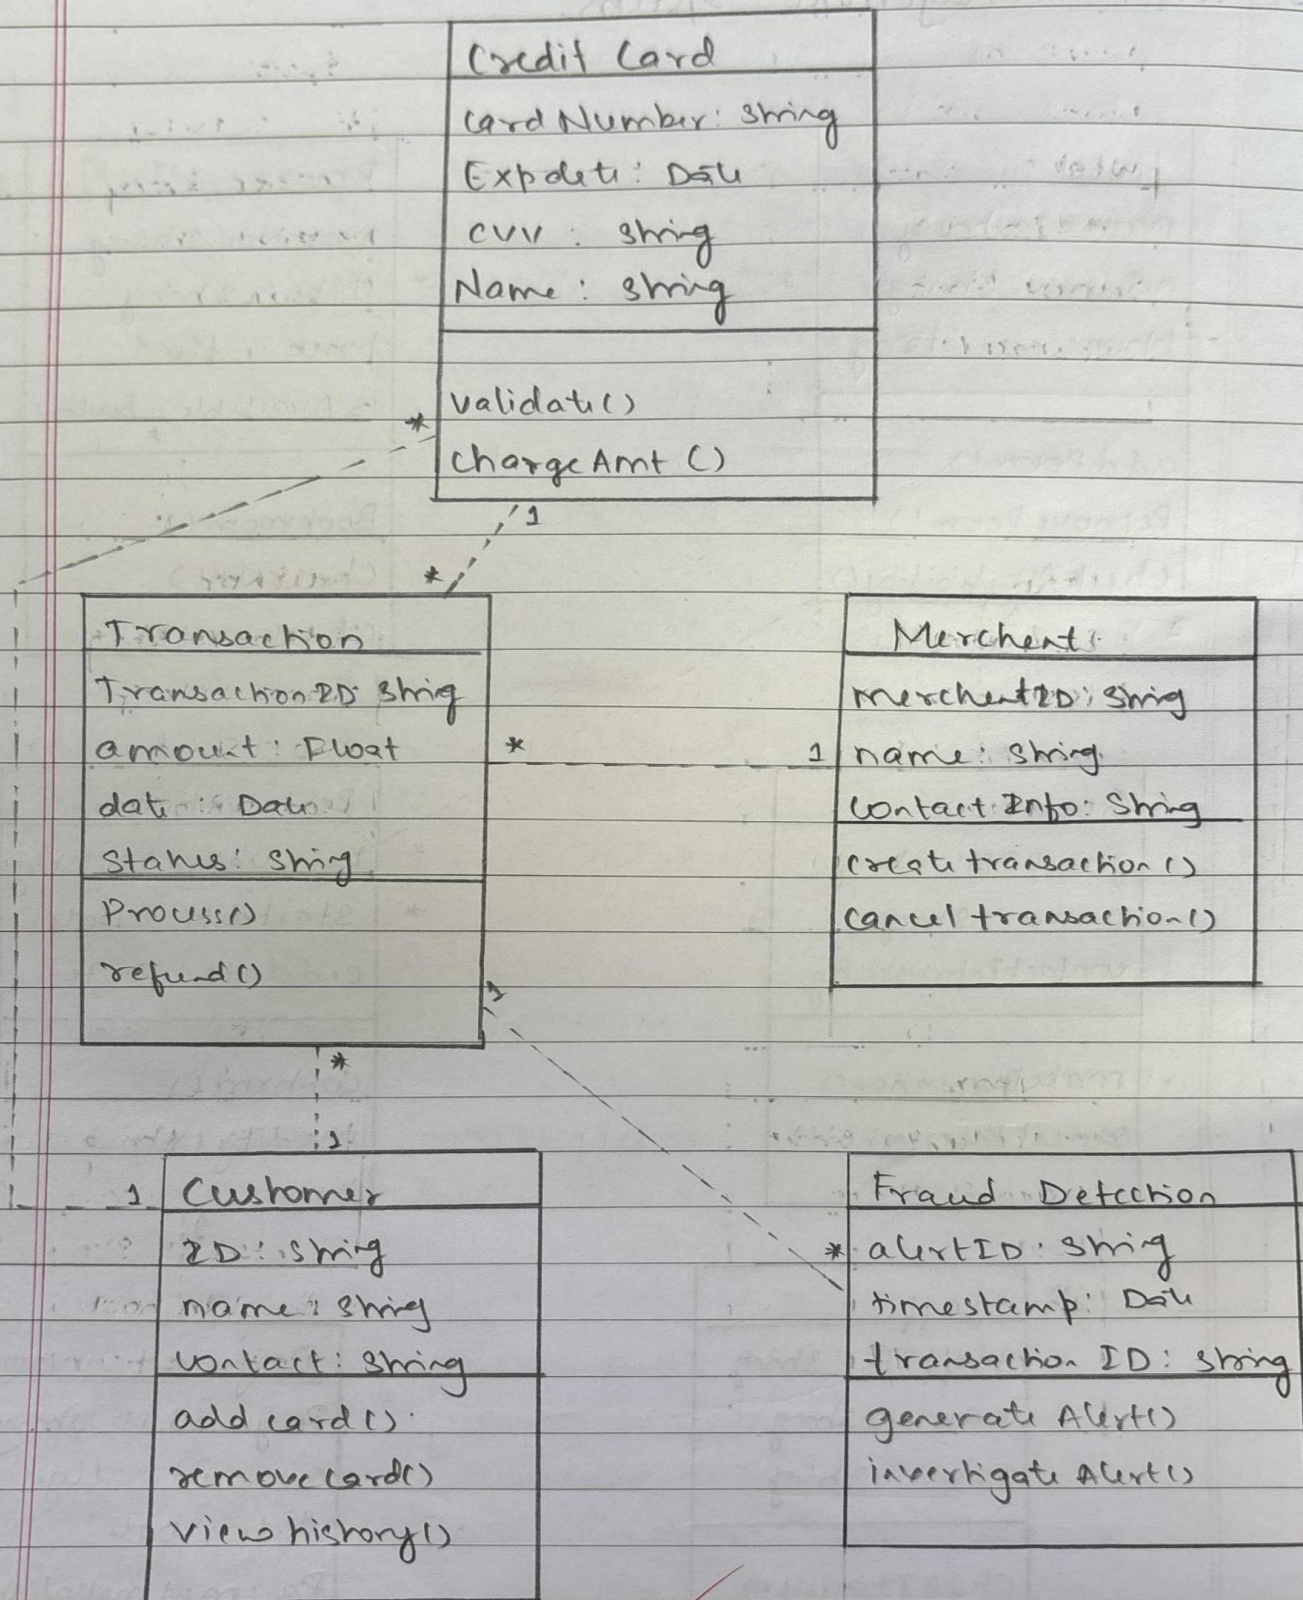 Credit Card
Card Number: String
Expdate: Date
CVV: String
Name: String
validate()
chargeAmt ()
*
1
*
Transaction
TransactionID: String
amount: Float
date: Date
Status: String
Process()
refund()
*
1
Merchent
merchentID: String
name: String
Contact Info: String
create transaction()
cancel transaction()
1
*
1
1
Customer
ID: String
name: String
contact: String
add card()
remove card()
view history()
*
Fraud Detection
alertID: String
timestamp: Date
transaction ID: String
generate Alert()
investigate Alert()